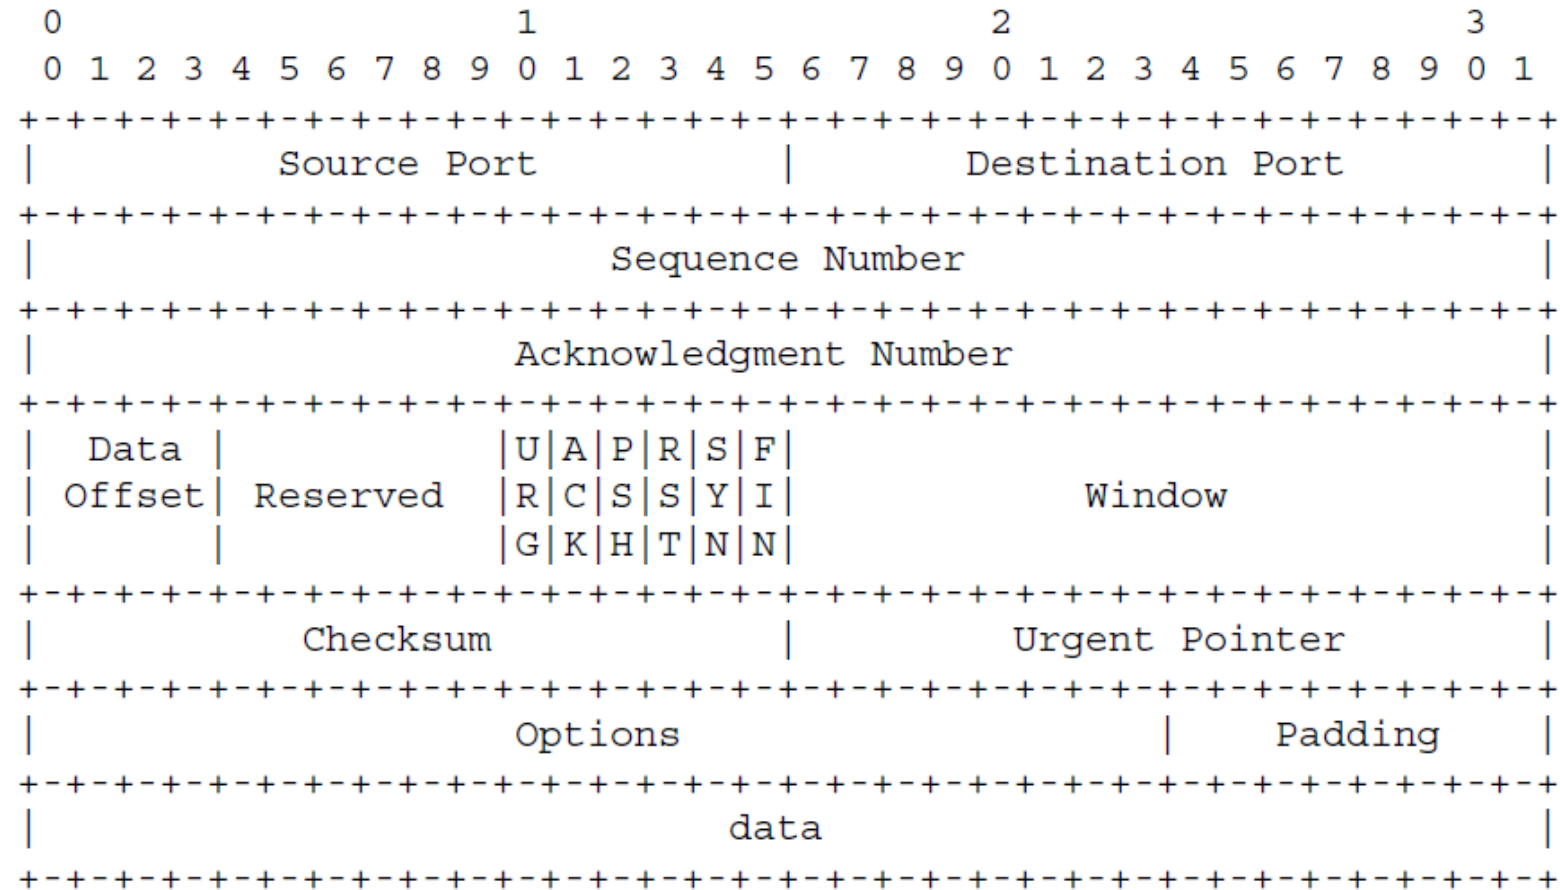 0                   1                   2                   3
0 1 2 3 4 5 6 7 8 9 0 1 2 3 4 5 6 7 8 9 0 1 2 3 4 5 6 7 8 9 0 1
+-+-+-+-+-+-+-+-+-+-+-+-+-+-+-+-+-+-+-+-+-+-+-+-+-+-+-+-+-+-+-+-+
|          Source Port          |       Destination Port        |
+-+-+-+-+-+-+-+-+-+-+-+-+-+-+-+-+-+-+-+-+-+-+-+-+-+-+-+-+-+-+-+-+
|                        Sequence Number                        |
+-+-+-+-+-+-+-+-+-+-+-+-+-+-+-+-+-+-+-+-+-+-+-+-+-+-+-+-+-+-+-+-+
|                    Acknowledgment Number                      |
+-+-+-+-+-+-+-+-+-+-+-+-+-+-+-+-+-+-+-+-+-+-+-+-+-+-+-+-+-+-+-+-+
|  Data |           |U|A|P|R|S|F|                               |
| Offset| Reserved  |R|C|S|S|Y|I|            Window             |
|       |           |G|K|H|T|N|N|                               |
+-+-+-+-+-+-+-+-+-+-+-+-+-+-+-+-+-+-+-+-+-+-+-+-+-+-+-+-+-+-+-+-+
|           Checksum            |         Urgent Pointer        |
+-+-+-+-+-+-+-+-+-+-+-+-+-+-+-+-+-+-+-+-+-+-+-+-+-+-+-+-+-+-+-+-+
|                    Options                    |    Padding    |
+-+-+-+-+-+-+-+-+-+-+-+-+-+-+-+-+-+-+-+-+-+-+-+-+-+-+-+-+-+-+-+-+
|                             data                              |
+-+-+-+-+-+-+-+-+-+-+-+-+-+-+-+-+-+-+-+-+-+-+-+-+-+-+-+-+-+-+-+-+